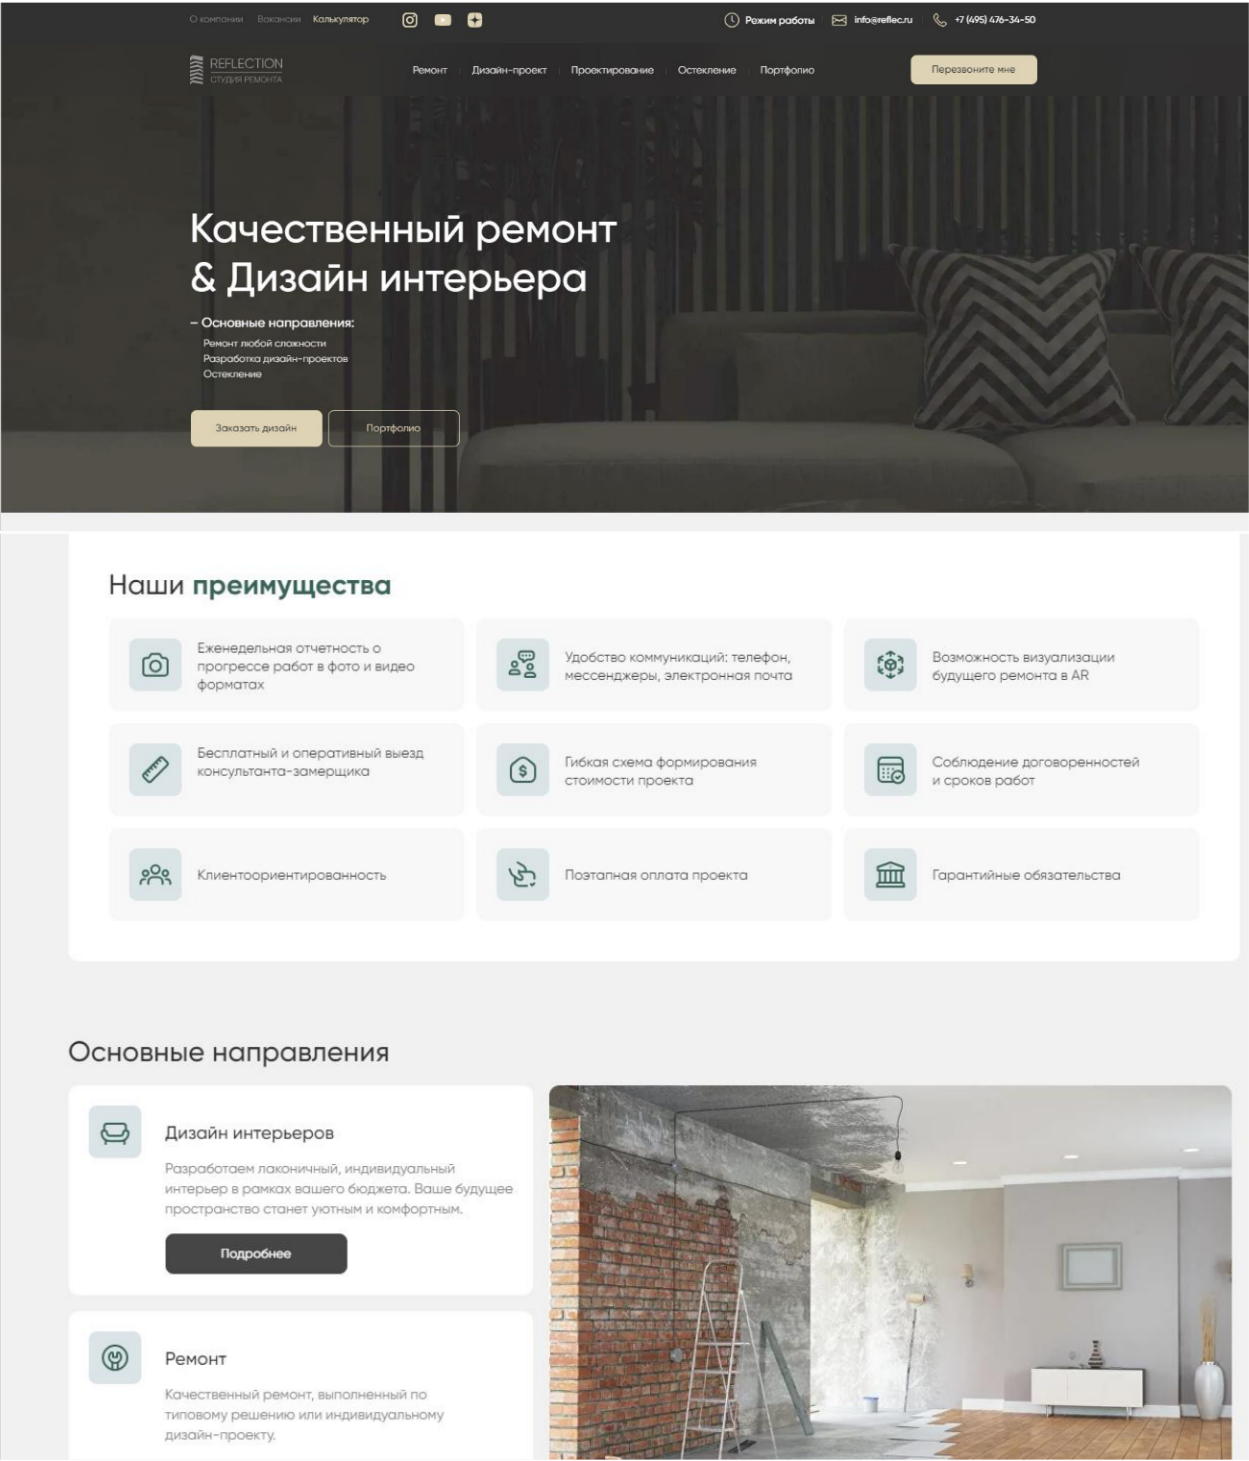 О компании Вакансии Калькулятор
Режим работы info@reflec.ru +7 (495) 476-34-50
REFLECTION
СТУДИЯ РЕМОНТА
Ремонт Дизайн-проект Проектирование Остекление Портфолио
Перезвоните мне
Качественный ремонт
& Дизайн интерьера
– Основные направления:
Ремонт любой сложности
Разработка дизайн-проектов
Остекление
Заказать дизайн
Портфолио
Наши преимущества
Еженедельная отчетность о
прогрессе работ в фото и видео
форматах
Удобство коммуникаций: телефон,
мессенджеры, электронная почта
Возможность визуализации
будущего ремонта в AR
Бесплатный и оперативный выезд
консультанта-замерщика
Гибкая схема формирования
стоимости проекта
Соблюдение договоренностей
и сроков работ
Клиентоориентированность
Поэтапная оплата проекта
Гарантийные обязательства
Основные направления
Дизайн интерьеров
Разработаем лаконичный, индивидуальный
интерьер в рамках вашего бюджета. Ваше будущее
пространство станет уютным и комфортным.
Подробнее
Ремонт
Качественный ремонт, выполненный по
типовому решению или индивидуальному
дизайн-проекту.